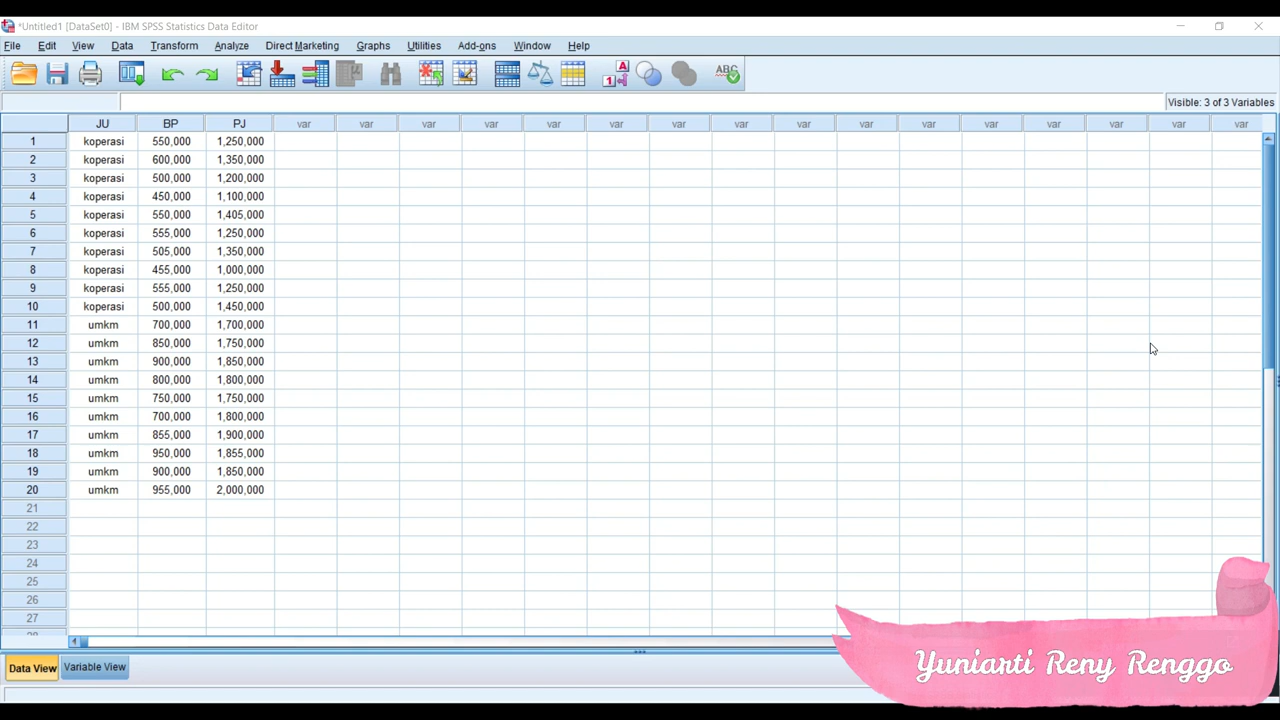 *Untitled1 [DataSet0] - IBM SPSS Statistics Data Editor
File Edit View Data Transform Analyze Direct Marketing Graphs Utilities Add-ons Window Help
1 A
ABC
Visible: 3 of 3 Variables
JU BP PJ var var var var var var var var var var var var var var var var
1 koperasi 550,000 1,250,000
2 koperasi 600,000 1,350,000
3 koperasi 500,000 1,200,000
4 koperasi 450,000 1,100,000
5 koperasi 550,000 1,405,000
6 koperasi 555,000 1,250,000
7 koperasi 505,000 1,350,000
8 koperasi 455,000 1,000,000
9 koperasi 555,000 1,250,000
10 koperasi 500,000 1,450,000
11 umkm 700,000 1,700,000
12 umkm 850,000 1,750,000
13 umkm 900,000 1,850,000
14 umkm 800,000 1,800,000
15 umkm 750,000 1,750,000
16 umkm 700,000 1,800,000
17 umkm 855,000 1,900,000
18 umkm 950,000 1,855,000
19 umkm 900,000 1,850,000
20 umkm 955,000 2,000,000
21
22
23
24
25
26
27
Data View Variable View
Yuniarti Reny Renggo